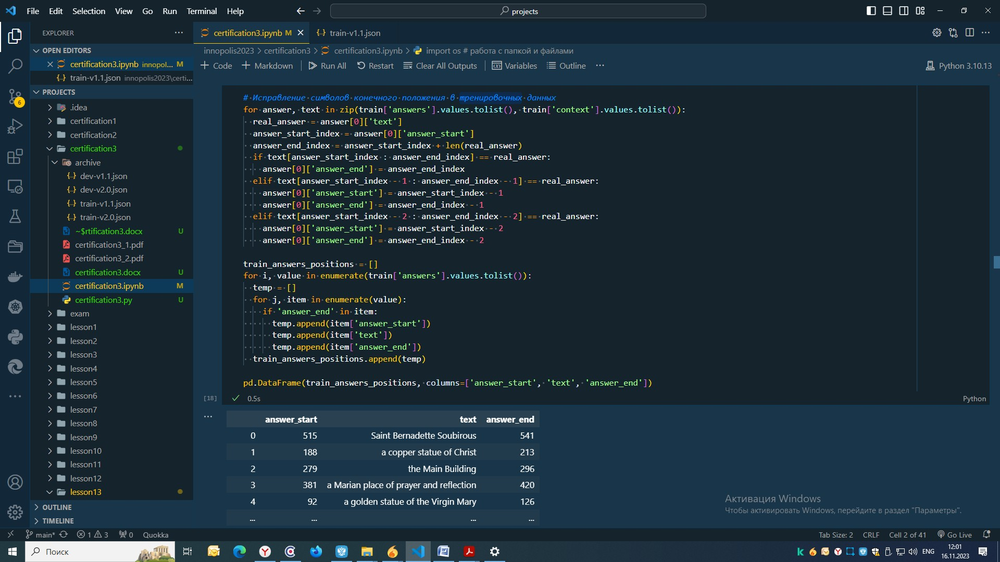 File Edit Selection View Go Run Terminal Help
projects
EXPLORER
OPEN EDITORS
certification3.ipynb innopol... M
train-v1.1.json innopolis2023\certi...
PROJECTS
.idea
certification1
certification2
certification3
archive
dev-v1.1.json
dev-v2.0.json
train-v1.1.json
train-v2.0.json
~$rtification3.docx U
certification3_1.pdf
certification3_2.pdf
certification3.docx U
certification3.ipynb M
certification3.py U
exam
lesson1
lesson2
lesson3
lesson4
lesson5
lesson6
lesson7
lesson8
lesson9
lesson10
lesson11
lesson12
lesson13
OUTLINE
TIMELINE
6
certification3.ipynb M
train-v1.1.json
innopolis2023 > certification3 > certification3.ipynb > import os # работа с папкой и файлами
Code Markdown Run All Restart Clear All Outputs Variables Outline ...
Python 3.10.13
# Исправление символов конечного положения в тренировочных данных
for answer, text in zip(train['answers'].values.tolist(), train['context'].values.tolist()):
real_answer = answer[0]['text']
answer_start_index = answer[0]['answer_start']
answer_end_index = answer_start_index + len(real_answer)
if text[answer_start_index : answer_end_index] == real_answer:
answer[0]['answer_end'] = answer_end_index
elif text[answer_start_index - 1 : answer_end_index - 1] == real_answer:
answer[0]['answer_start'] = answer_start_index - 1
answer[0]['answer_end'] = answer_end_index - 1
elif text[answer_start_index - 2 : answer_end_index - 2] == real_answer:
answer[0]['answer_start'] = answer_start_index - 2
answer[0]['answer_end'] = answer_end_index - 2
train_answers_positions = []
for i, value in enumerate(train['answers'].values.tolist()):
temp = []
for j, item in enumerate(value):
if 'answer_end' in item:
temp.append(item['answer_start'])
temp.append(item['text'])
temp.append(item['answer_end'])
train_answers_positions.append(temp)
pd.DataFrame(train_answers_positions, columns=['answer_start', 'text', 'answer_end'])
[18] 0.5s Python
answer_start text answer_end
0 515 Saint Bernadette Soubirous 541
1 188 a copper statue of Christ 213
2 279 the Main Building 296
3 381 a Marian place of prayer and reflection 420
4 92 a golden statue of the Virgin Mary 126
... ... ... ...
Активация Windows
Чтобы активировать Windows, перейдите в раздел "Параметры".
main* 1 3 0 Quokka
Tab Size: 2 CRLF Cell 2 of 41 Go Live
Поиск
ENG
12:01
16.11.2023